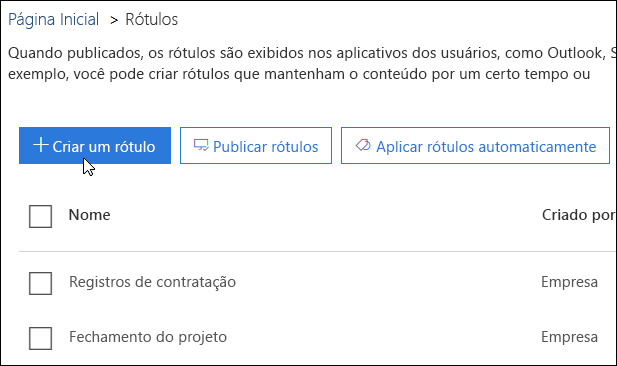 Página Inicial > Rótulos
Quando publicados, os rótulos são exibidos nos aplicativos dos usuários, como Outlook, S
exemplo, você pode criar rótulos que mantenham o conteúdo por um certo tempo ou
Criar um rótulo Publicar rótulos Aplicar rótulos automaticamente
Nome Criado por
Registros de contratação Empresa
Fechamento do projeto Empresa